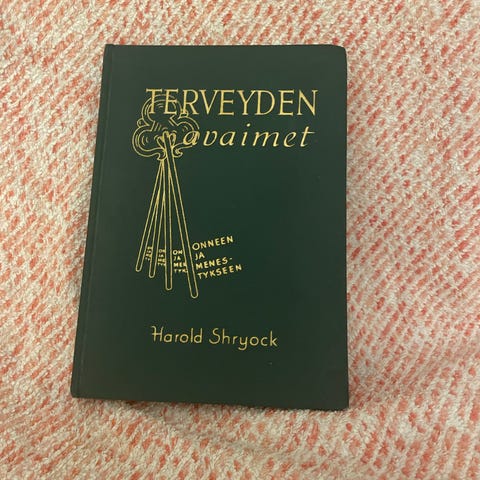 TERVEYDEN
avaimet
ONNEEN
JA
MENES-
TYKSEEN
Harold Shryock